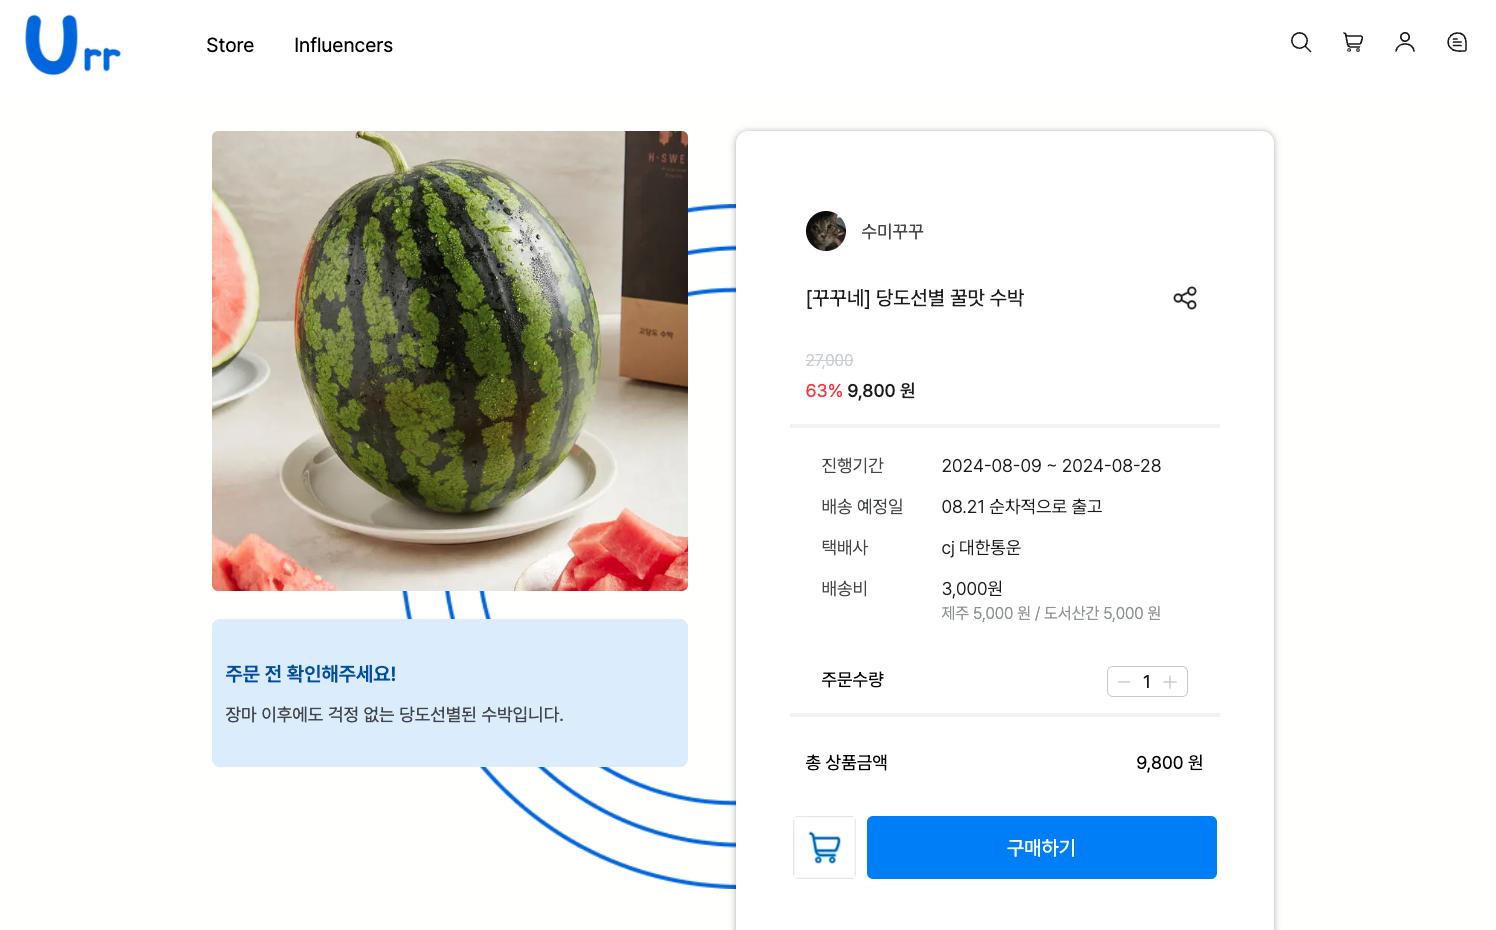 Urr
Store
Influencers
H-SWE
고당도 수박
수미꾸꾸
[꾸꾸네] 당도선별 꿀맛 수박
27,000
63% 9,800 원
진행기간 2024-08-09 ~ 2024-08-28
배송 예정일 08.21 순차적으로 출고
택배사 cj 대한통운
배송비 3,000원
제주 5,000 원 / 도서산간 5,000 원
주문수량 1
총 상품금액 9,800 원
구매하기
주문 전 확인해주세요!
장마 이후에도 걱정 없는 당도선별된 수박입니다.